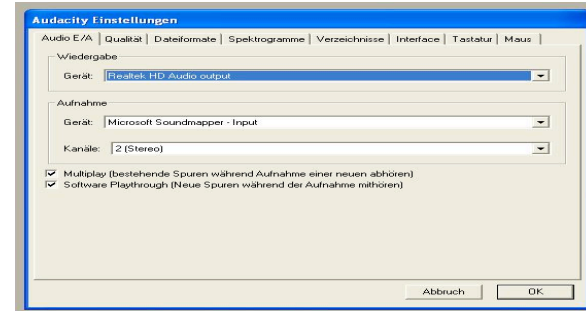 Audacity Einstellungen
Audio E/A Qualität Dateiformate Spektrogramme Verzeichnisse Interface Tastatur Maus
Wiedergabe
Gerät: Realtek HD Audio output
Aufnahme
Gerät: Microsoft Soundmapper - Input
Kanäle: 2 (Stereo)
Multiplay (bestehende Spuren während Aufnahme einer neuen abhören)
Software Playthrough (Neue Spuren während der Aufnahme mithören)
Abbruch OK